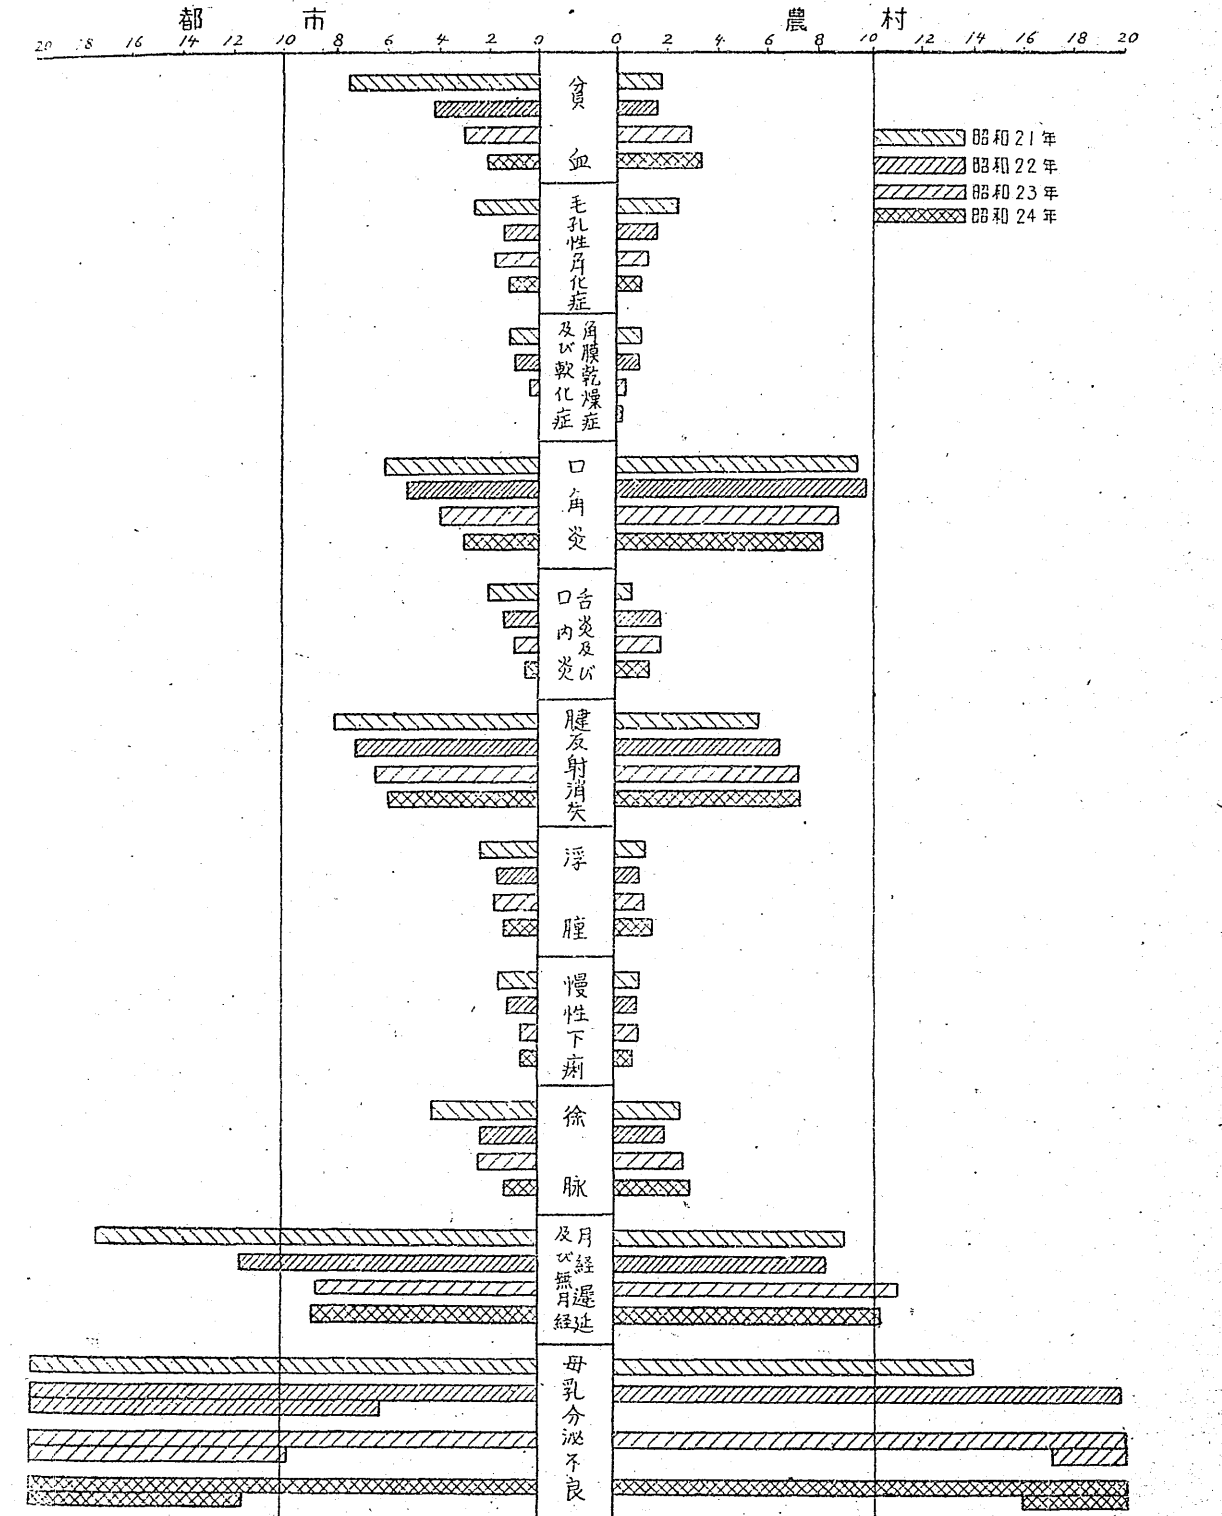 都市
農村
20 18 16 14 12 10 8 6 4 2 0
0 2 4 6 8 10 12 14 16 18 20
昭和21年
昭和22年
昭和23年
昭和24年
貧血
毛孔性角化症
角膜乾燥症
及び軟化症
口角炎
舌炎及び
口内炎
腱反射消失
浮腫
慢性下痢
徐脉
月経遅延
及び無月経
母乳分泌不良